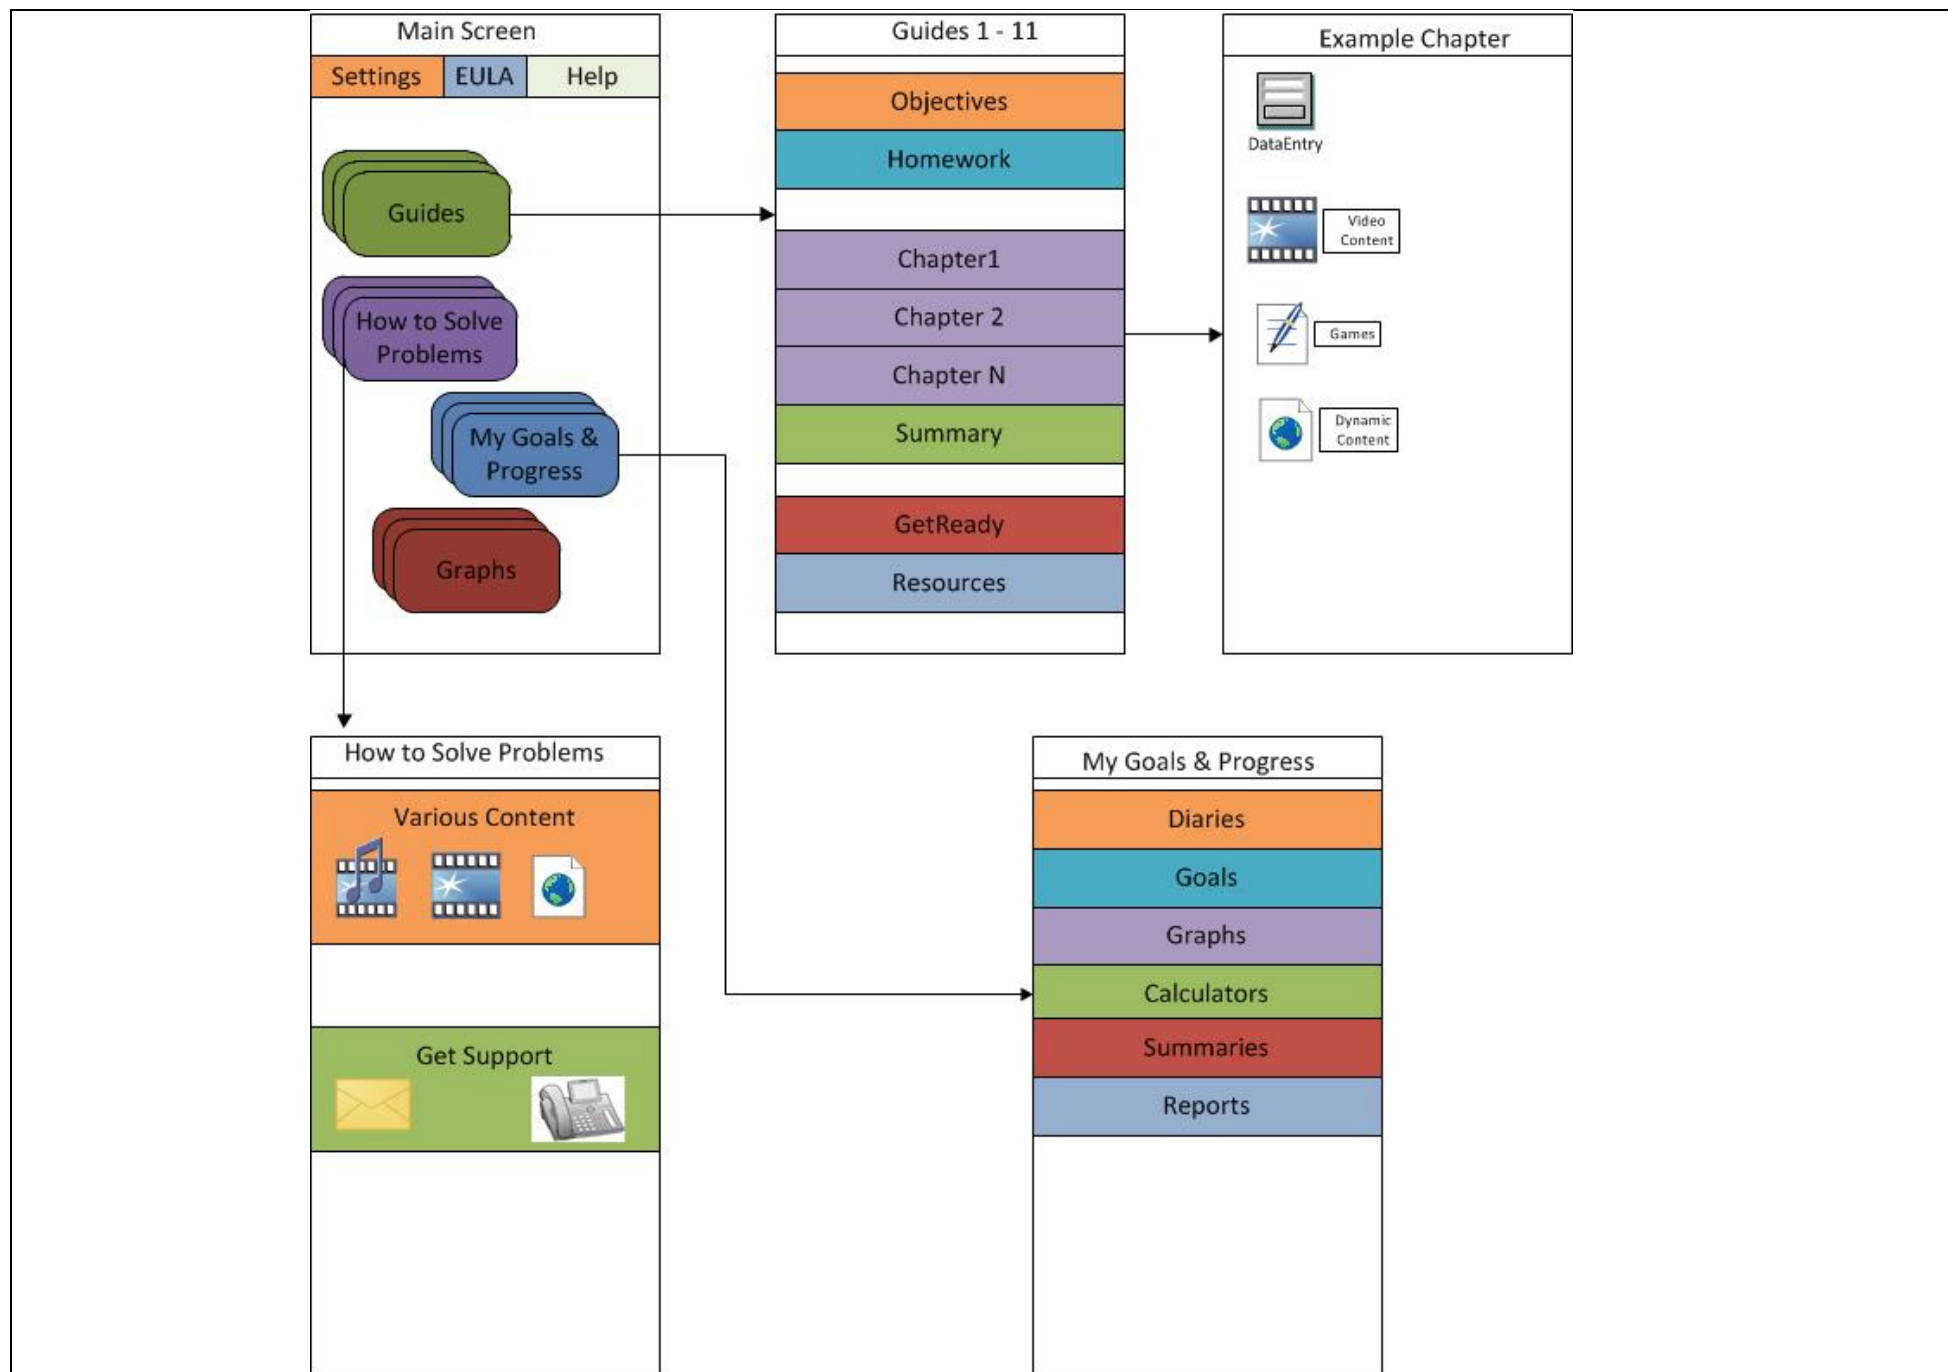 Main Screen
Settings
EULA
Help
Guides
How to Solve
Problems
My Goals &
Progress
Graphs
Guides 1 - 11
Objectives
Homework
Chapter1
Chapter 2
Chapter N
Summary
GetReady
Resources
Example Chapter
DataEntry
Video
Content
Games
Dynamic
Content
How to Solve Problems
Various Content
Get Support
My Goals & Progress
Diaries
Goals
Graphs
Calculators
Summaries
Reports